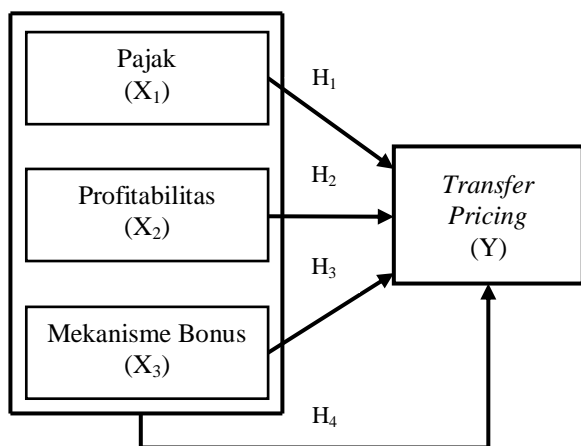 Pajak
(X₁)
H₁
Profitabilitas
(X₂)
H₂
Transfer
Pricing
(Y)
Mekanisme Bonus
(X₃)
H₃
H₄